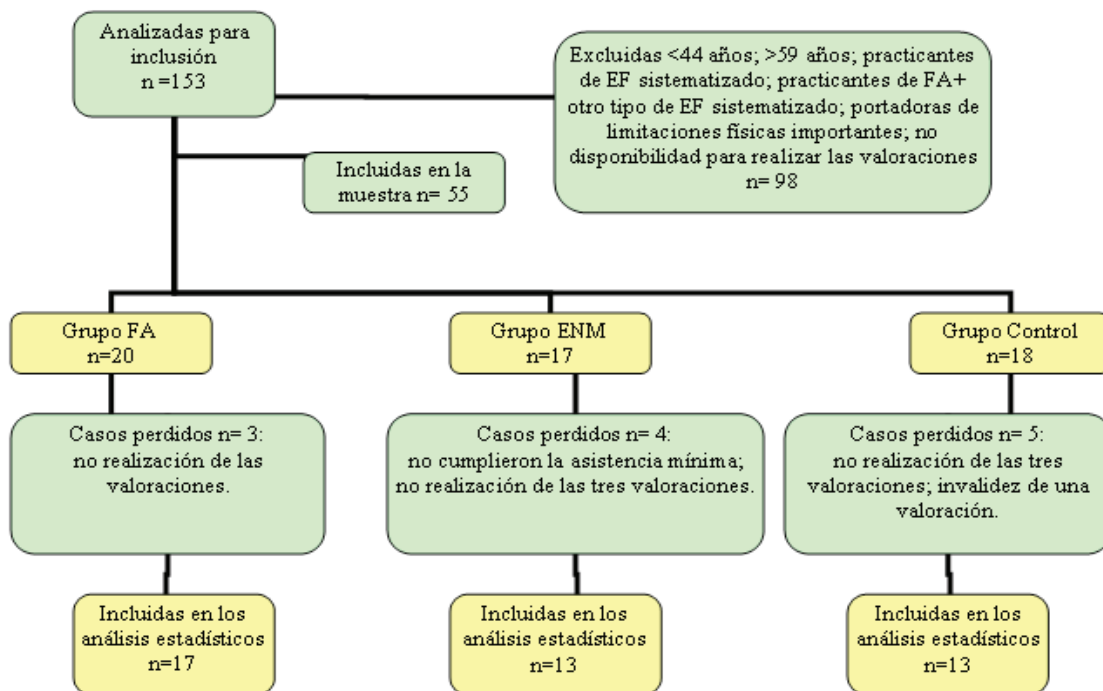 Analizadas para
inclusión
n =153
Excluidas <44 años; >59 años; practicantes
de EF sistematizado; practicantes de FA+
otro tipo de EF sistematizado; portadoras de
limitaciones físicas importantes; no
disponibilidad para realizar las valoraciones
n= 98
Incluidas en la
muestra n= 55
Grupo FA
n=20
Grupo ENM
n=17
Grupo Control
n=18
Casos perdidos n= 3:
no realización de las
valoraciones.
Casos perdidos n= 4:
no cumplieron la asistencia mínima;
no realización de las tres valoraciones.
Casos perdidos n= 5:
no realización de las tres
valoraciones; invalidez de una
valoración.
Incluidas en los
análisis estadísticos
n=17
Incluidas en los
análisis estadísticos
n=13
Incluidas en los
análisis estadísticos
n=13